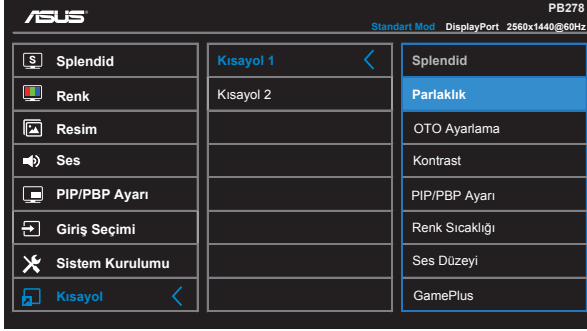 ASUS
PB278
Standart Mod DisplayPort 2560x1440@60Hz
S Splendid
Renk
Resim
Ses
PIP/PBP Ayarı
Giriş Seçimi
Sistem Kurulumu
Kısayol
Kısayol 1
Kısayol 2
Splendid
Parlaklık
OTO Ayarlama
Kontrast
PIP/PBP Ayarı
Renk Sıcaklığı
Ses Düzeyi
GamePlus